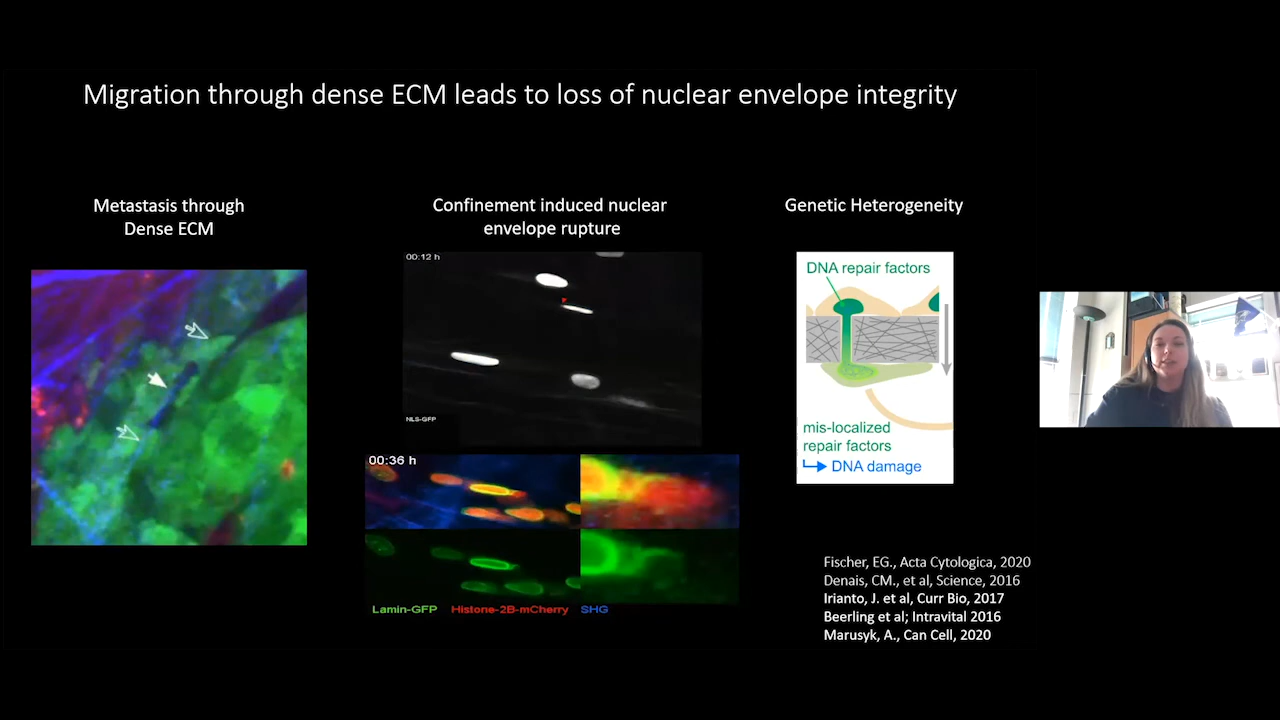 Migration through dense ECM leads to loss of nuclear envelope integrity
Metastasis through
Dense ECM
Confinement induced nuclear
envelope rupture
00:12 h
NLS-GFP
00:36 h
Lamin-GFP Histone-2B-mCherry SHG
Genetic Heterogeneity
DNA repair factors
mis-localized
repair factors
DNA damage
Fischer, EG., Acta Cytologica, 2020
Denais, CM., et al, Science, 2016
Irianto, J. et al, Curr Bio, 2017
Beerling et al; Intravital 2016
Marusyk, A., Can Cell, 2020